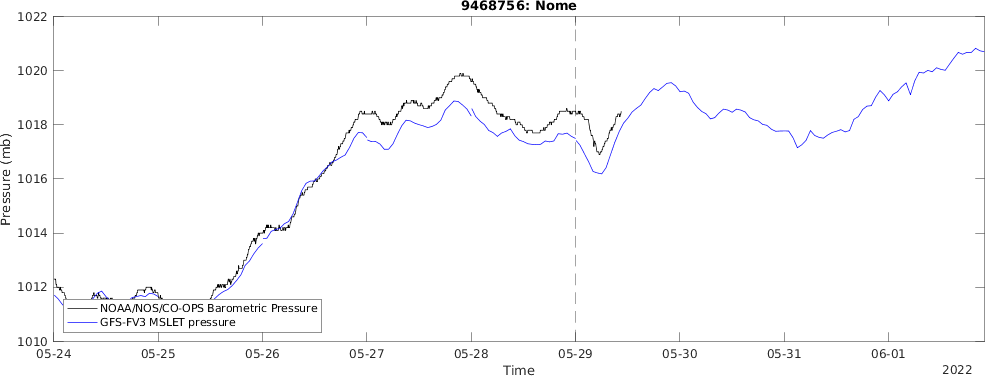 9468756: Nome
1022
1020
1018
1016
1014
1012
1010
Pressure (mb)
NOAA/NOS/CO-OPS Barometric Pressure
GFS-FV3 MSLET pressure
05-24 05-25 05-26 05-27 05-28 05-29 05-30 05-31 06-01
Time
2022